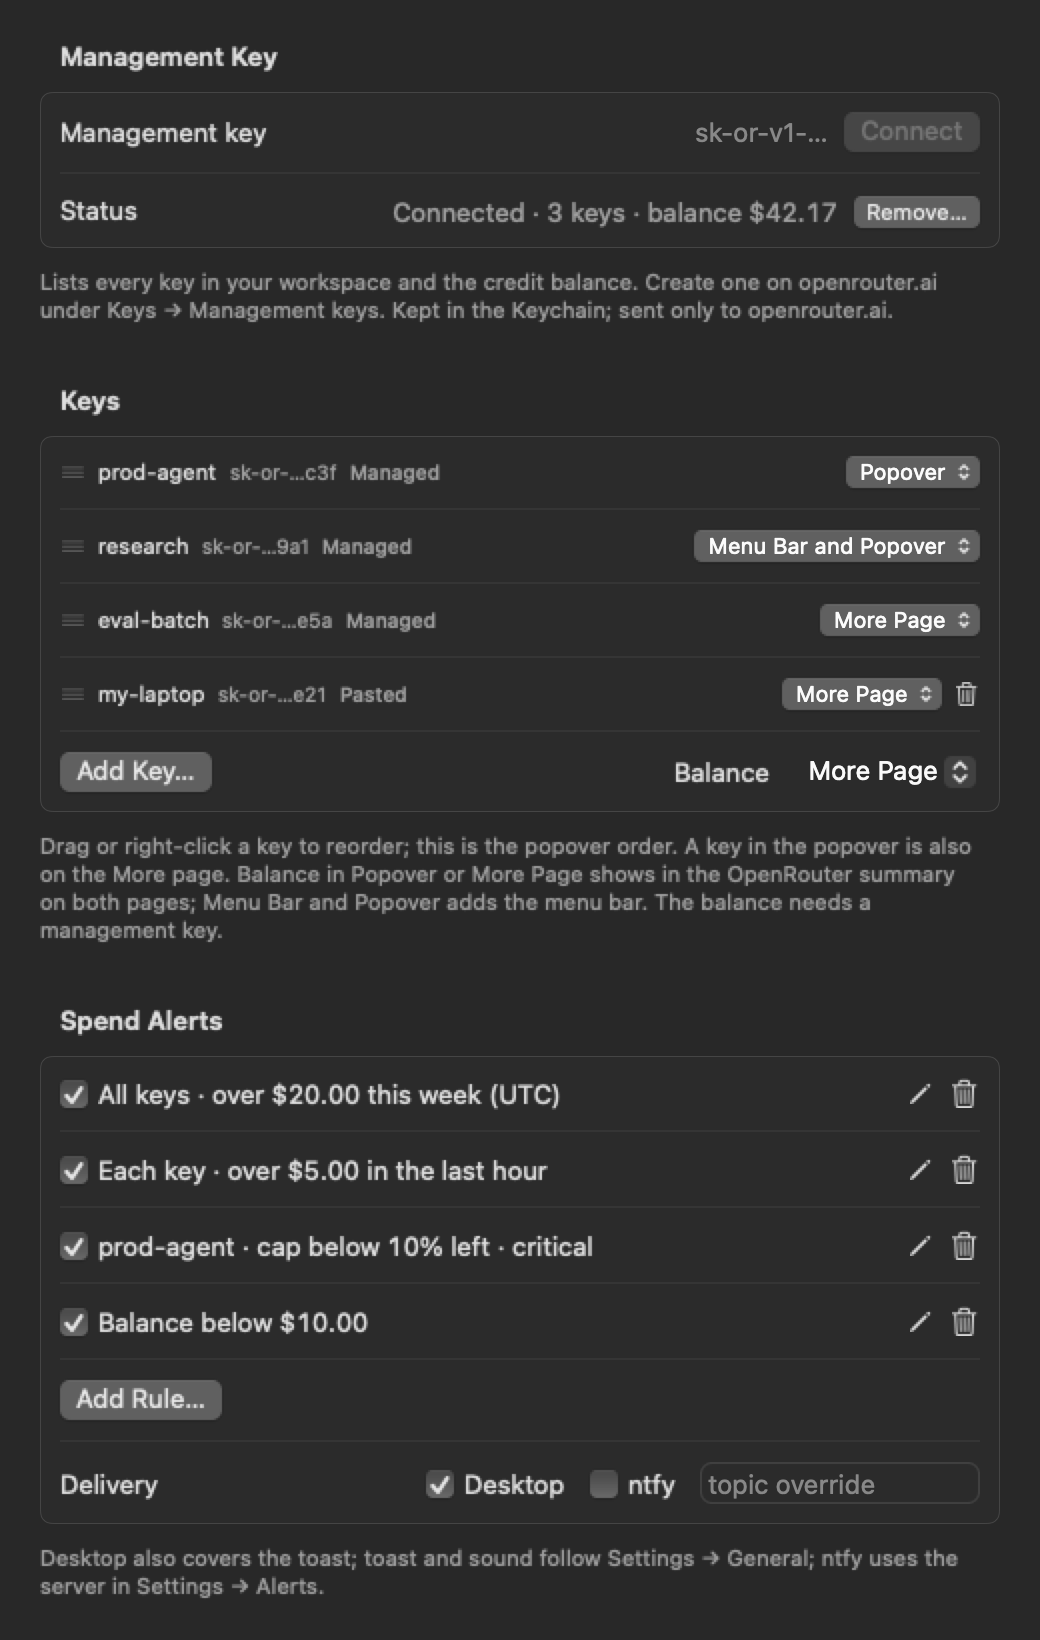 Management Key
Management key sk-or-v1-... Connect
Status Connected · 3 keys · balance $42.17 Remove...
Lists every key in your workspace and the credit balance. Create one on openrouter.ai
under Keys → Management keys. Kept in the Keychain; sent only to openrouter.ai.
Keys
prod-agent sk-or-...c3f Managed Popover
research sk-or-...9a1 Managed Menu Bar and Popover
eval-batch sk-or-...e5a Managed More Page
my-laptop sk-or-...e21 Pasted More Page
Add Key... Balance More Page
Drag or right-click a key to reorder; this is the popover order. A key in the popover is also
on the More page. Balance in Popover or More Page shows in the OpenRouter summary
on both pages; Menu Bar and Popover adds the menu bar. The balance needs a
management key.
Spend Alerts
All keys · over $20.00 this week (UTC)
Each key · over $5.00 in the last hour
prod-agent · cap below 10% left · critical
Balance below $10.00
Add Rule...
Delivery Desktop ntfy topic override
Desktop also covers the toast; toast and sound follow Settings → General; ntfy uses the
server in Settings → Alerts.